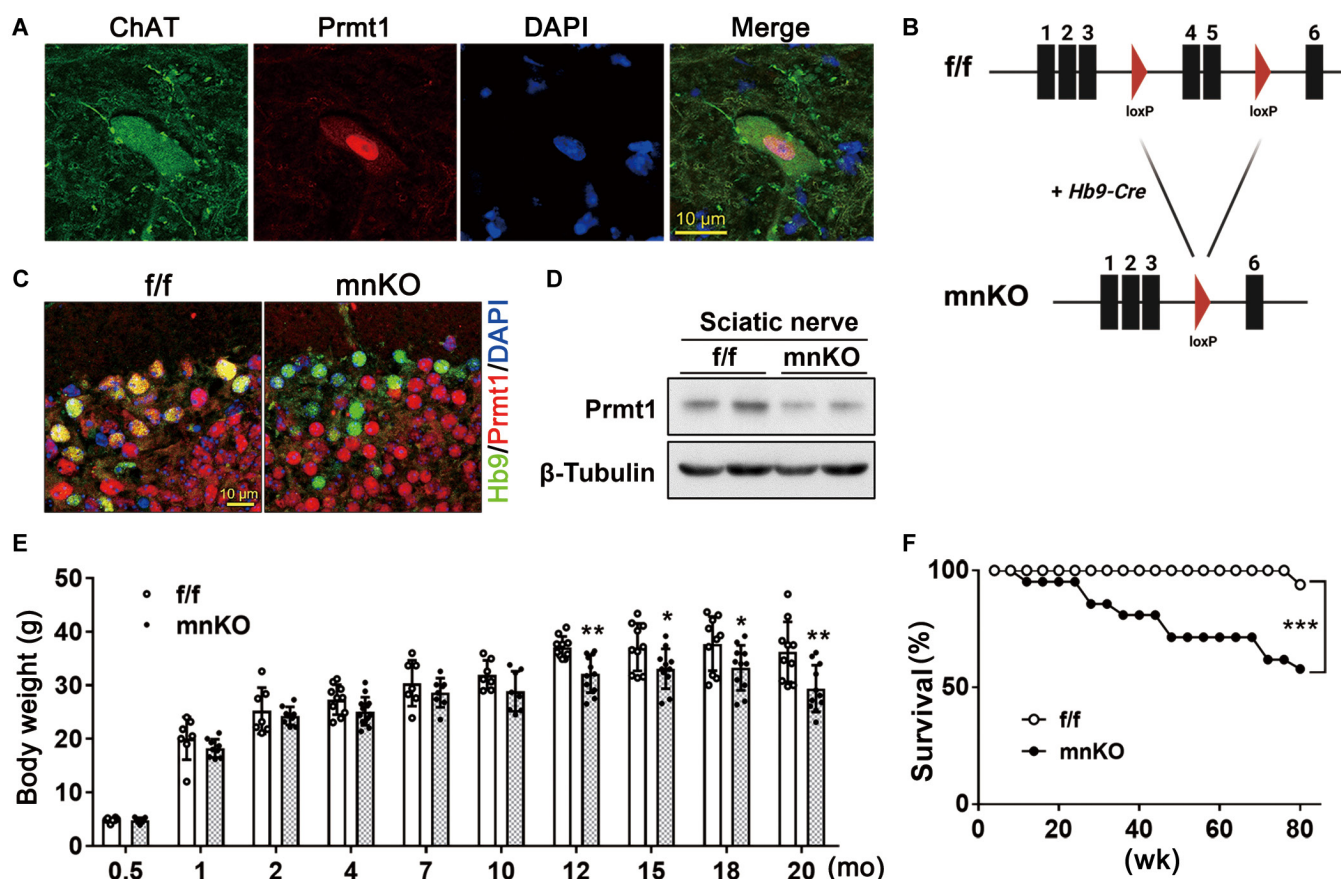 A
ChAT
Prmt1
DAPI
Merge
10 µm
B
1 2 3 4 5 6
f/f
loxP
loxP
+ Hb9-Cre
1 2 3 6
mnKO
loxP
C
f/f
mnKO
10 µm
Hb9/Prmt1/DAPI
D
Sciatic nerve
f/f mnKO
Prmt1
β-Tubulin
E
Body weight (g)
50
40
30
20
10
0
f/f
mnKO
** * * **
0.5 1 2 4 7 10 12 15 18 20 (mo)
F
Survival (%)
100
50
0
***
f/f
mnKO
0 20 40 60 80
(wk)